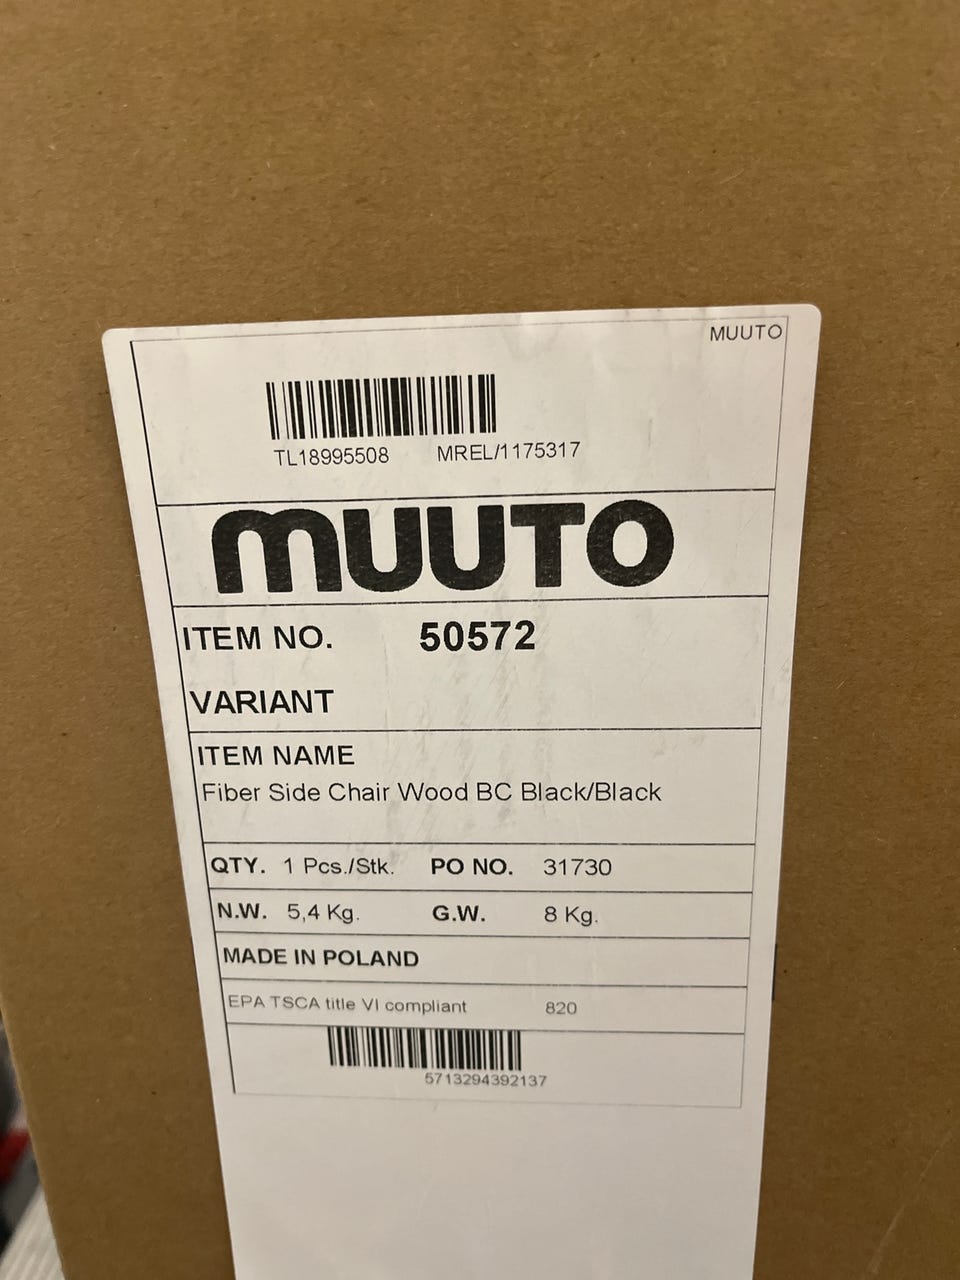 MUUTO
TL18995508 MREL/1175317
MUUTO
ITEM NO. 50572
VARIANT
ITEM NAME
Fiber Side Chair Wood BC Black/Black
QTY. 1 Pcs./Stk. PO NO. 31730
N.W. 5,4 Kg. G.W. 8 Kg.
MADE IN POLAND
EPA TSCA title VI compliant 820
5713294392137